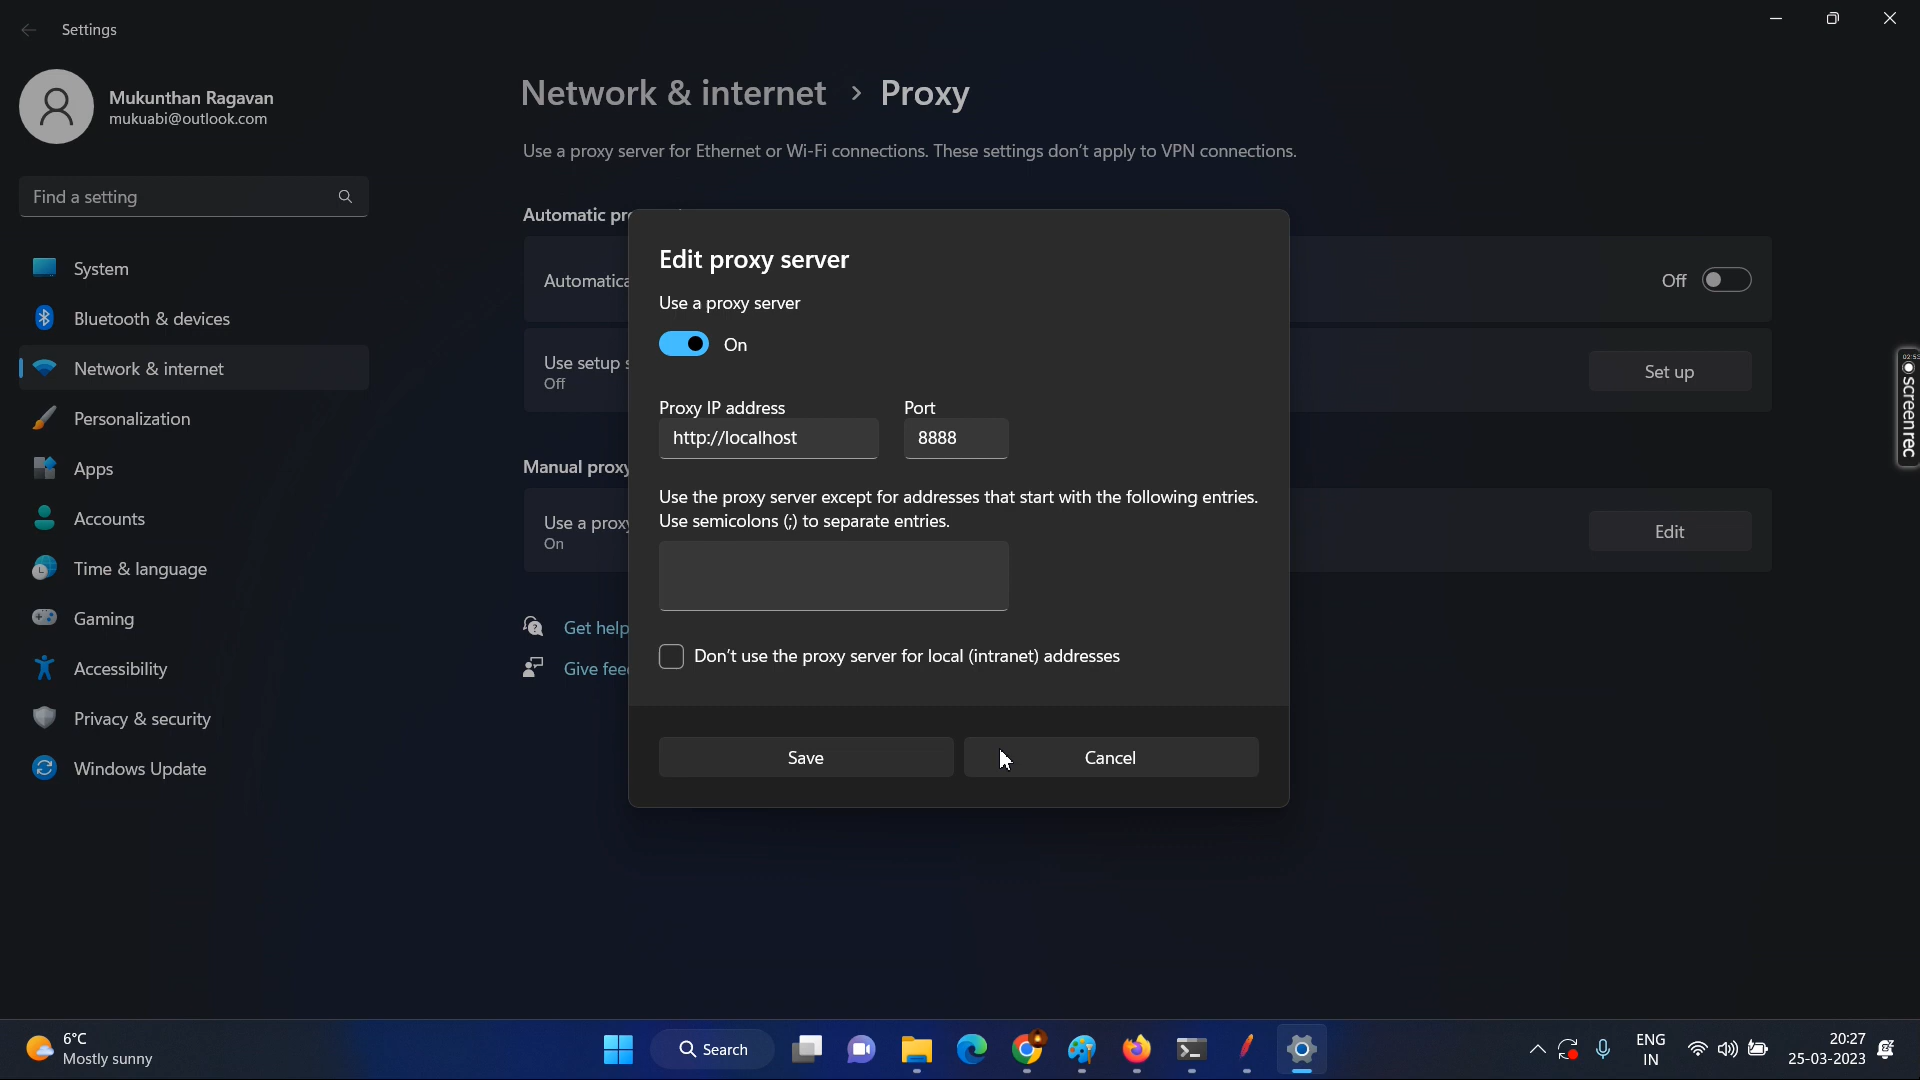 Settings
Mukunthan Ragavan
mukuabi@outlook.com
Find a setting
System
Bluetooth & devices
Network & internet
Personalization
Apps
Accounts
Time & language
Gaming
Accessibility
Privacy & security
Windows Update
Network & internet > Proxy
Use a proxy server for Ethernet or Wi-Fi connections. These settings don't apply to VPN connections.
Automatic
Off
Use setup
Off
Set up
Manual proxy
Use a proxy
On
Edit
Get help
Give
Edit proxy server
Use a proxy server
On
Proxy IP address
Port
http://localhost
8888
Use the proxy server except for addresses that start with the following entries.
Use semicolons (;) to separate entries.
Don't use the proxy server for local (intranet) addresses
Save
Cancel
screenrec
6°C
Mostly sunny
Search
ENG
IN
20:27
25-03-2023